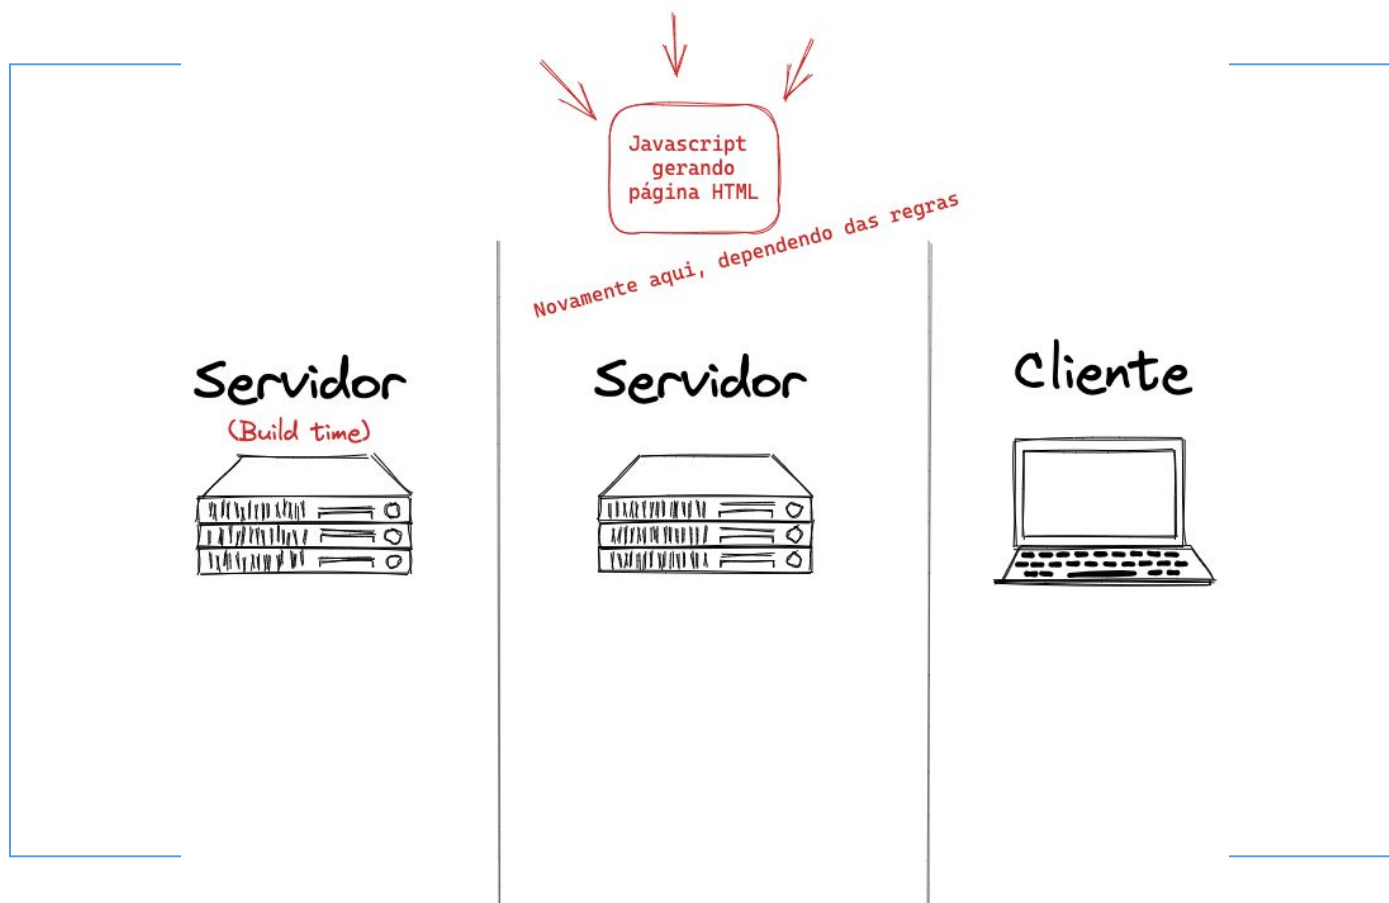 Javascript
gerando
página HTML
Novamente aqui, dependendo das regras
Servidor
(Build time)
Servidor
Cliente